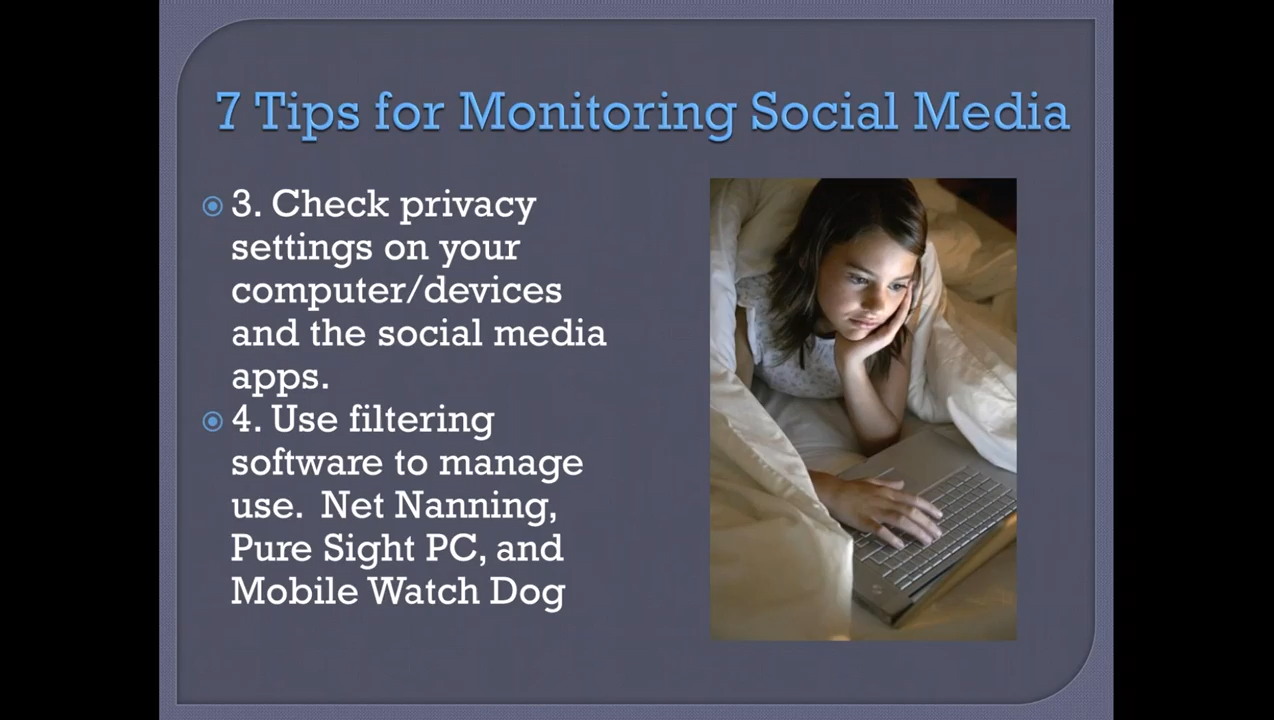 7 Tips for Monitoring Social Media
3. Check privacy
settings on your
computer/devices
and the social media
apps.
4. Use filtering
software to manage
use.  Net Nanning,
Pure Sight PC, and
Mobile Watch Dog